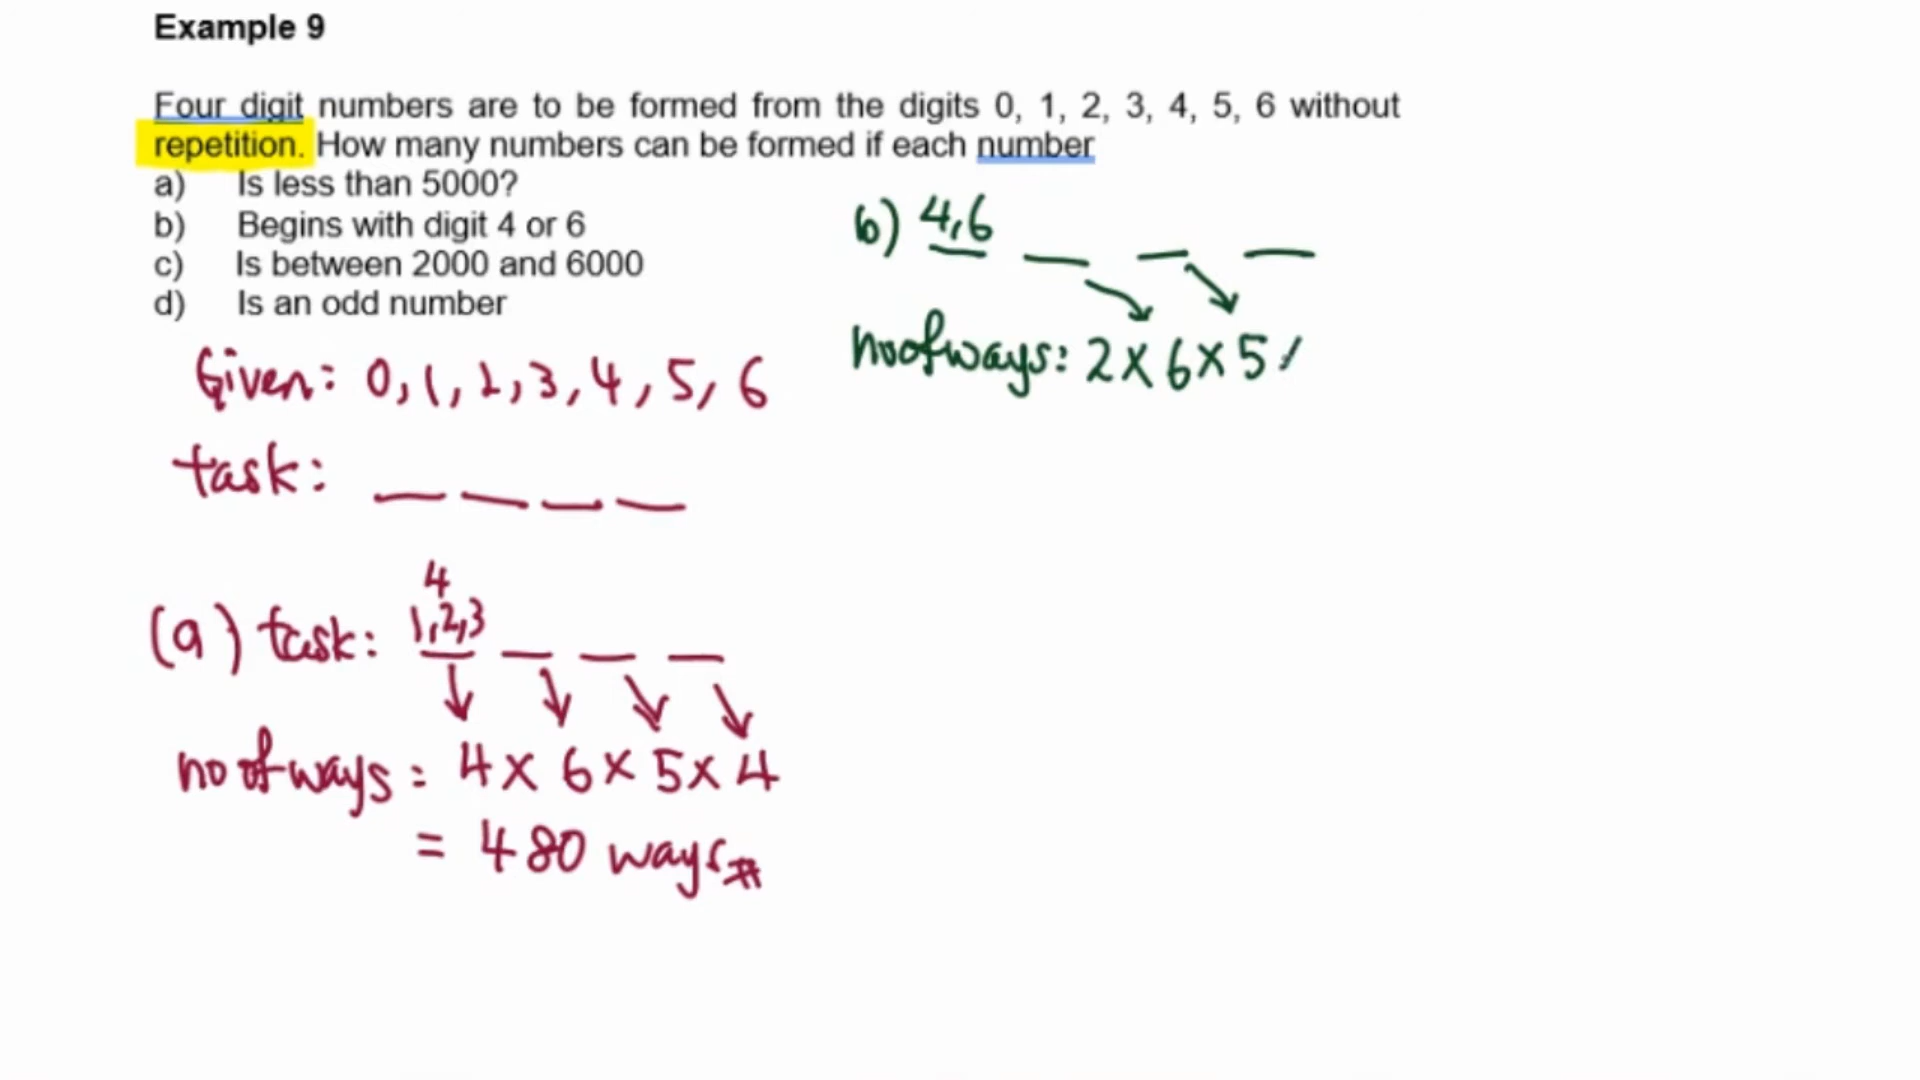 Example 9
Four digit numbers are to be formed from the digits 0, 1, 2, 3, 4, 5, 6 without
repetition. How many numbers can be formed if each number
a) Is less than 5000?
b) Begins with digit 4 or 6
c) Is between 2000 and 6000
d) Is an odd number
Given: 0, 1, 2, 3, 4, 5, 6
task:
4
(a) task: 1,2,3
no of ways = 4 x 6 x 5 x 4
= 480 ways #
b) 4,6
no of ways: 2 x 6 x 5